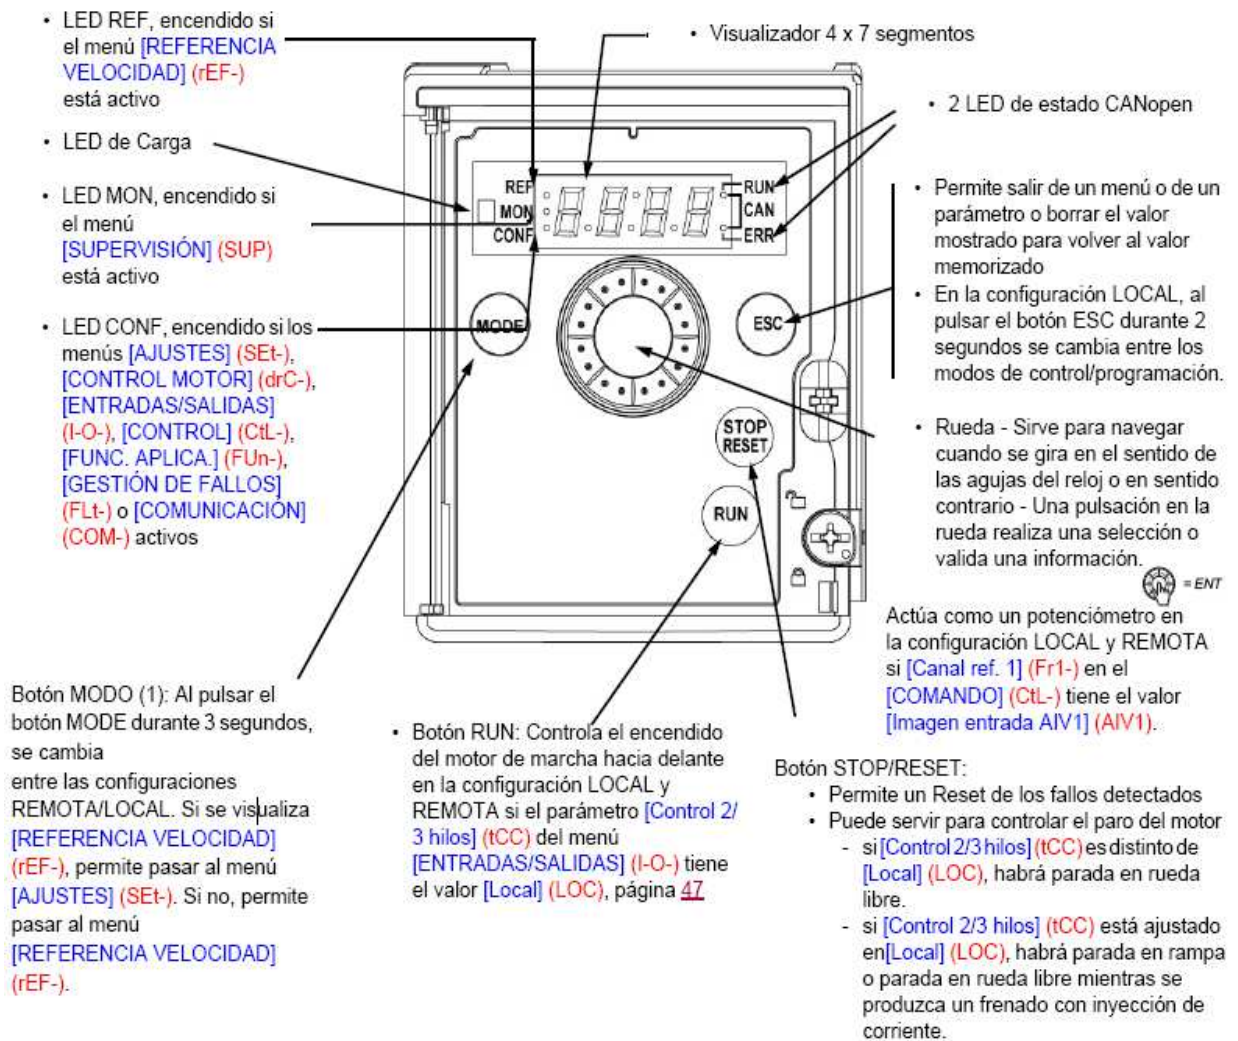 • LED REF, encendido si
el menú [REFERENCIA
VELOCIDAD] (rEF-)
está activo
• LED de Carga
• LED MON, encendido si
el menú
[SUPERVISIÓN] (SUP)
está activo
• LED CONF, encendido si los
menús [AJUSTES] (SEt-),
[CONTROL MOTOR] (drC-),
[ENTRADAS/SALIDAS]
(I-O-), [CONTROL] (CtL-),
[FUNC. APLICA.] (FUn-),
[GESTIÓN DE FALLOS]
(FLt-) o [COMUNICACIÓN]
(COM-) activos
• Visualizador 4 x 7 segmentos
• 2 LED de estado CANopen
REF
MON
CONF
8888
RUN
CAN
ERR
MODE
ESC
STOP
RESET
RUN
• Permite salir de un menú o de un
parámetro o borrar el valor
mostrado para volver al valor
memorizado
• En la configuración LOCAL, al
pulsar el botón ESC durante 2
segundos se cambia entre los
modos de control/programación.
• Rueda - Sirve para navegar
cuando se gira en el sentido de
las agujas del reloj o en sentido
contrario - Una pulsación en la
rueda realiza una selección o
valida una información.
= ENT
Actúa como un potenciómetro en
la configuración LOCAL y REMOTA
si [Canal ref. 1] (Fr1-) en el
[COMANDO] (CtL-) tiene el valor
[Imagen entrada AIV1] (AIV1).
Botón MODO (1): Al pulsar el
botón MODE durante 3 segundos,
se cambia
entre las configuraciones
REMOTA/LOCAL. Si se visualiza
[REFERENCIA VELOCIDAD]
(rEF-), permite pasar al menú
[AJUSTES] (SEt-). Si no, permite
pasar al menú
[REFERENCIA VELOCIDAD]
(rEF-).
• Botón RUN: Controla el encendido
del motor de marcha hacia delante
en la configuración LOCAL y
REMOTA si el parámetro [Control 2/
3 hilos] (tCC) del menú
[ENTRADAS/SALIDAS] (I-O-) tiene
el valor [Local] (LOC), página 47
Botón STOP/RESET:
• Permite un Reset de los fallos detectados
• Puede servir para controlar el paro del motor
- si [Control 2/3 hilos] (tCC) es distinto de
[Local] (LOC), habrá parada en rueda
libre.
- si [Control 2/3 hilos] (tCC) está ajustado
en[Local] (LOC), habrá parada en rampa
o parada en rueda libre mientras se
produzca un frenado con inyección de
corriente.